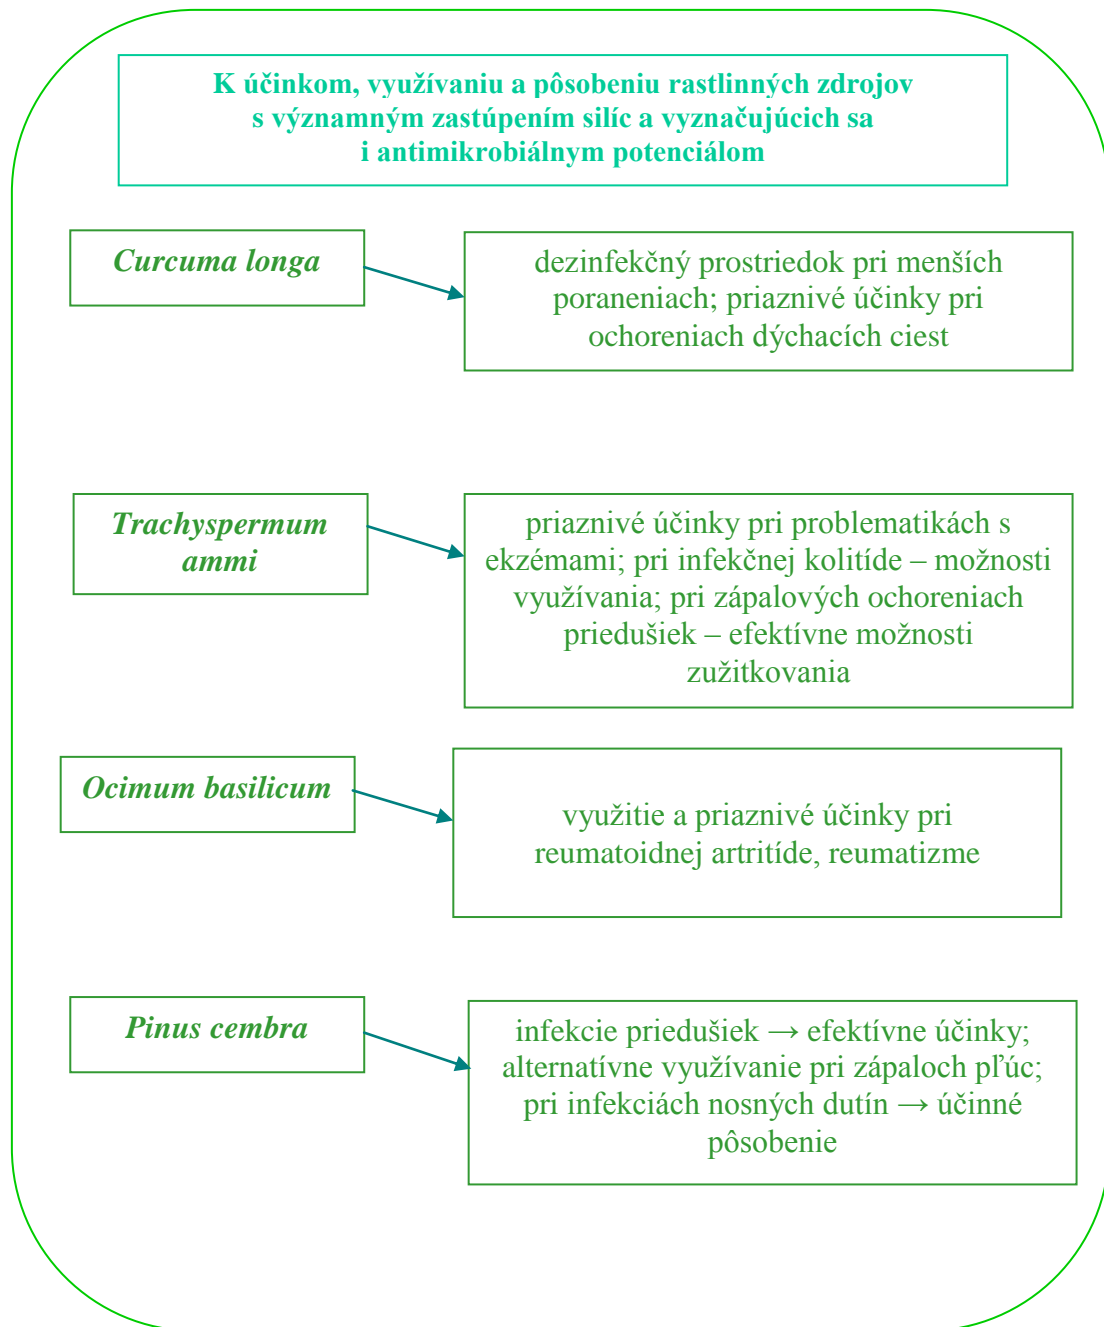 K účinkom, využívaniu a pôsobeniu rastlinných zdrojov
s významným zastúpením silíc a vyznačujúcich sa
i antimikrobiálnym potenciálom
Curcuma longa
dezinfekčný prostriedok pri menších
poraneniach; priaznivé účinky pri
ochoreniach dýchacích ciest
Trachyspermum
ammi
priaznivé účinky pri problematikách s
ekzémami; pri infekčnej kolitíde – možnosti
využívania; pri zápalových ochoreniach
priedušiek – efektívne možnosti
zužitkovania
Ocimum basilicum
využitie a priaznivé účinky pri
reumatoidnej artritíde, reumatizme
Pinus cembra
infekcie priedušiek → efektívne účinky;
alternatívne využívanie pri zápaloch pľúc;
pri infekciách nosných dutín → účinné
pôsobenie